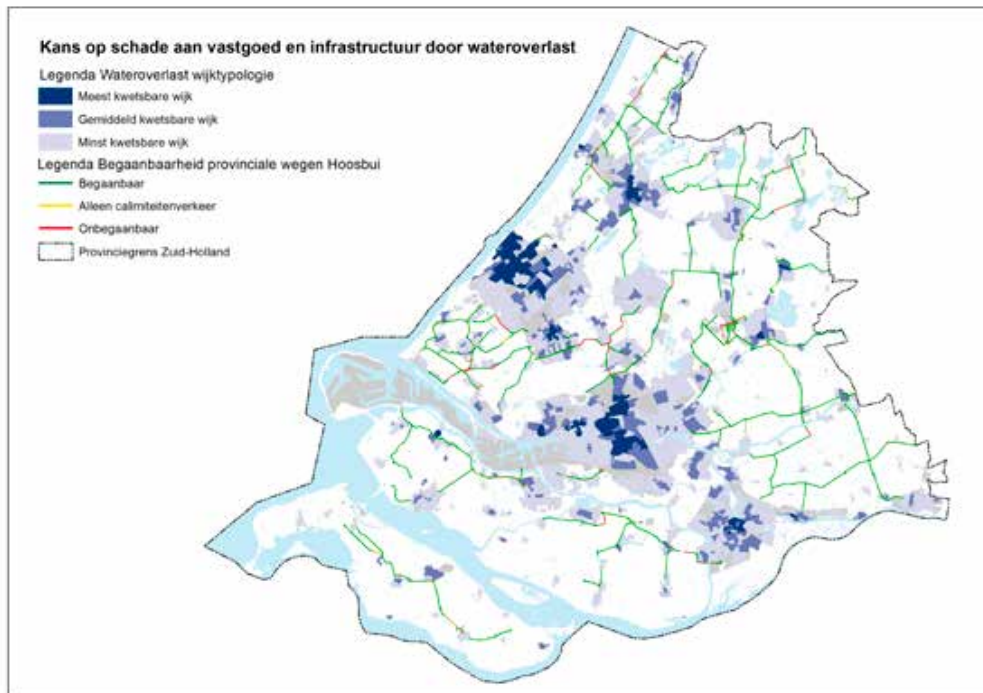 Kans op schade aan vastgoed en infrastructuur door wateroverlast
Legenda Wateroverlast wijktypologie
Meest kwetsbare wijk
Gemiddeld kwetsbare wijk
Minst kwetsbare wijk
Legenda Begaanbaarheid provinciale wegen Hoosbui
Begaanbaar
Alleen calimiteitenverkeer
Onbegaanbaar
Provinciegrens Zuid-Holland